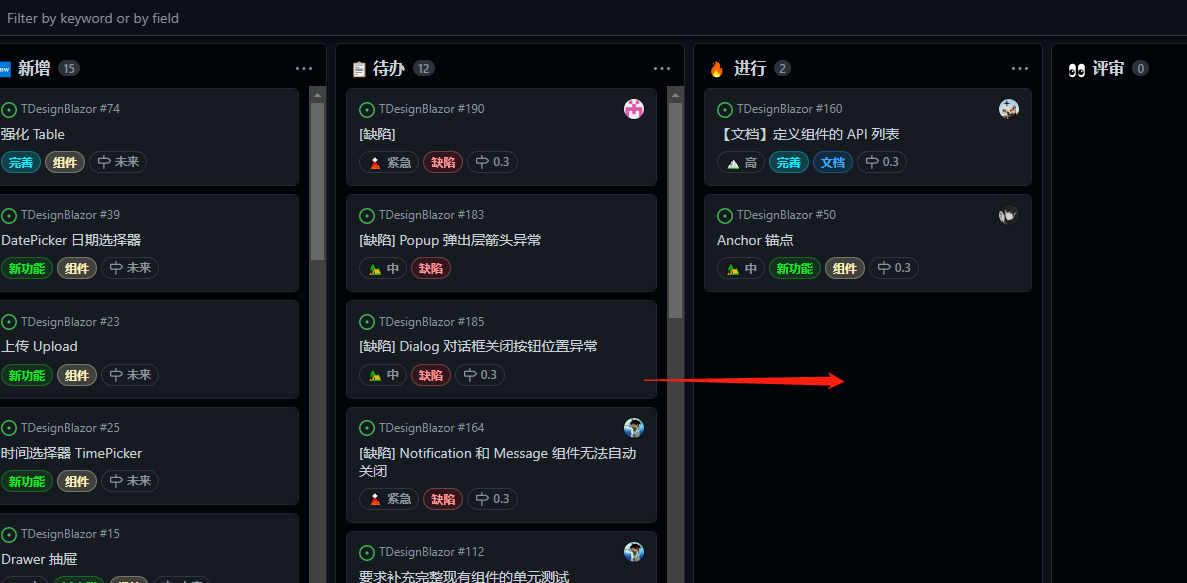 Filter by keyword or by field
新增 15
TDesignBlazor #74
强化 Table
完善 组件 未来
TDesignBlazor #39
DatePicker 日期选择器
新功能 组件 未来
TDesignBlazor #23
上传 Upload
新功能 组件 未来
TDesignBlazor #25
时间选择器 TimePicker
新功能 组件 未来
TDesignBlazor #15
Drawer 抽屉
待办 12
TDesignBlazor #190
[缺陷]
紧急 缺陷 0.3
TDesignBlazor #183
[缺陷] Popup 弹出层箭头异常
中 缺陷
TDesignBlazor #185
[缺陷] Dialog 对话框关闭按钮位置异常
中 缺陷 0.3
TDesignBlazor #164
[缺陷] Notification 和 Message 组件无法自动
关闭
紧急 缺陷 0.3
TDesignBlazor #112
要求补充完整现有组件的单元测试
进行 2
TDesignBlazor #160
【文档】定义组件的 API 列表
高 完善 文档 0.3
TDesignBlazor #50
Anchor 锚点
中 新功能 组件 0.3
评审 0